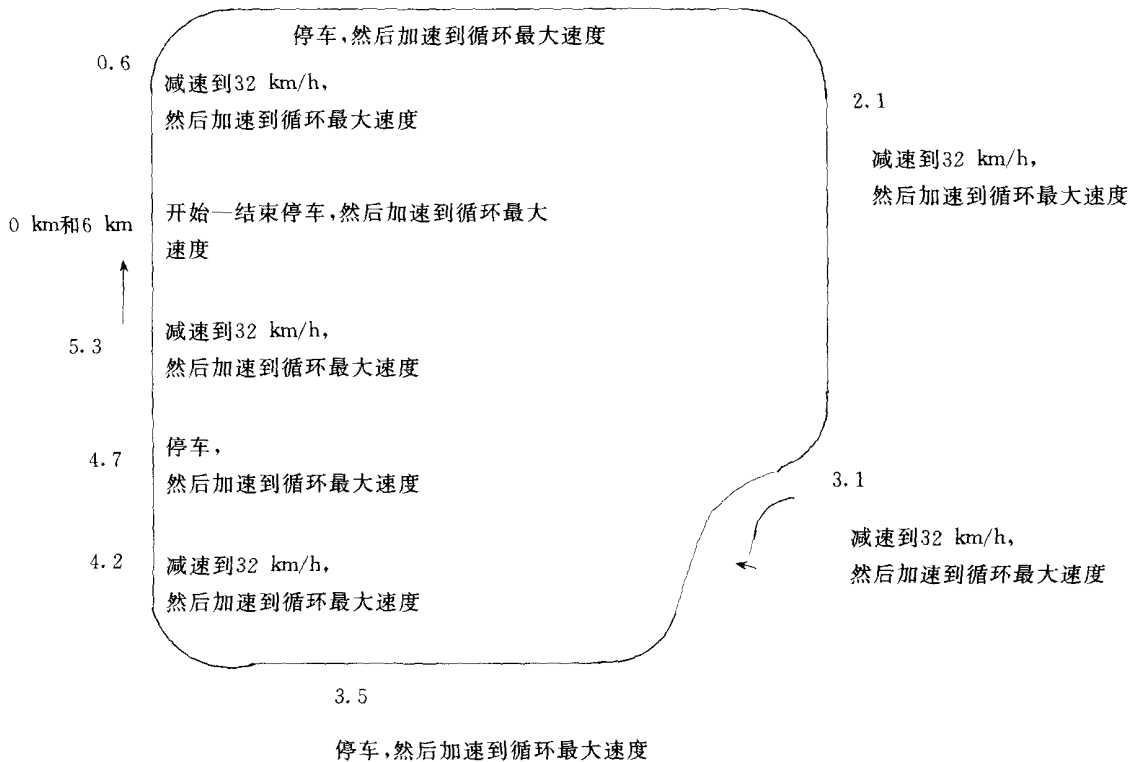 停车,然后加速到循环最大速度
0.6
减速到32 km/h,
然后加速到循环最大速度
2.1
减速到32 km/h,
然后加速到循环最大速度
0 km和6 km
开始—结束停车,然后加速到循环最大
速度
5.3
减速到32 km/h,
然后加速到循环最大速度
4.7
停车,
然后加速到循环最大速度
3.1
减速到32 km/h,
然后加速到循环最大速度
4.2
减速到32 km/h,
然后加速到循环最大速度
3.5
停车,然后加速到循环最大速度